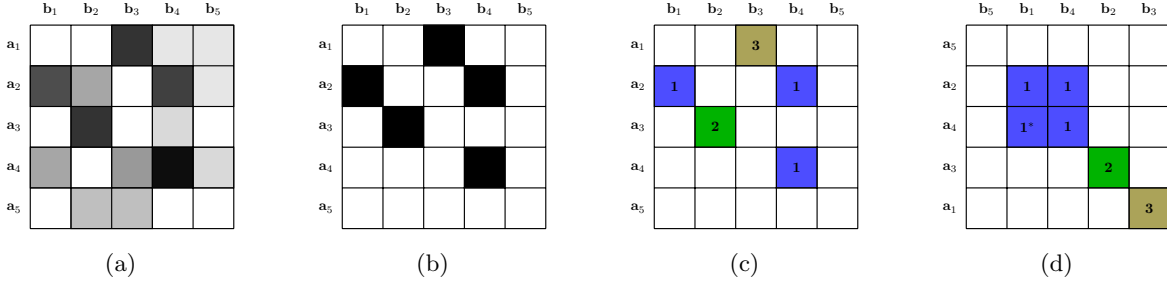 b1 b2 b3 b4 b5
a1
a2
a3
a4
a5
(a)
b1 b2 b3 b4 b5
a1
a2
a3
a4
a5
(b)
b1 b2 b3 b4 b5
a1 3
a2 1 1
a3 2
a4 1
a5
(c)
b5 b1 b4 b2 b3
a5
a2 1 1
a4 1* 1
a3 2
a1 3
(d)